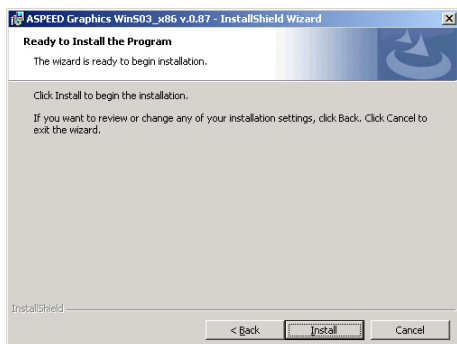 ASPEED Graphics WinS03_x86 v.0.87 - InstallShield Wizard
Ready to Install the Program
The wizard is ready to begin installation.
Click Install to begin the installation.
If you want to review or change any of your installation settings, click Back. Click Cancel to
exit the wizard.
InstallShield
< Back
Install
Cancel